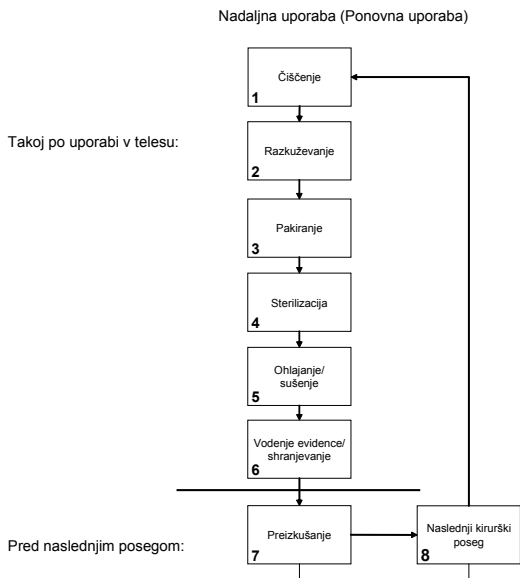 Nadaljna uporaba (Ponovna uporaba)
Čiščenje
1
Takoj po uporabi v telesu:
Razkuževanje
2
Pakiranje
3
Sterilizacija
4
Ohlajanje/
sušenje
5
Vodenje evidence/
shranjevanje
6
Pred naslednjim posegom:
Preizkušanje
7
Naslednji kirurški
poseg
8